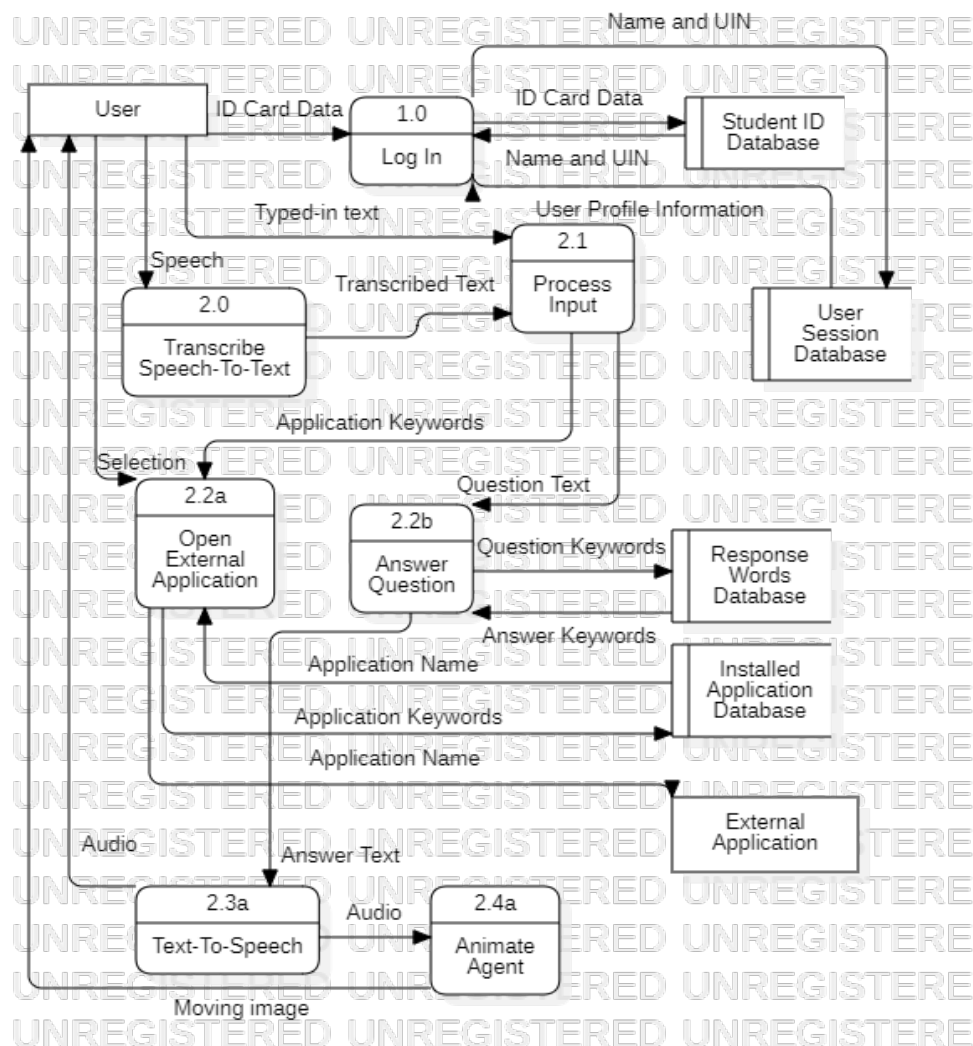 Name and UIN
User
ID Card Data
1.0
Log In
ID Card Data
Student ID
Database
Name and UIN
Typed-in text
User Profile Information
2.1
Process
Input
Speech
Transcribed Text
2.0
Transcribe
Speech-To-Text
User
Session
Database
Application Keywords
Selection
Question Text
2.2a
Open
External
Application
2.2b
Answer
Question
Question Keywords
Response
Words
Database
Answer Keywords
Application Name
Installed
Application
Database
Application Keywords
Application Name
External
Application
Audio
Answer Text
2.3a
Text-To-Speech
Audio
2.4a
Animate
Agent
Moving image
UNREGISTERED UNREGISTERED UNREGISTERE